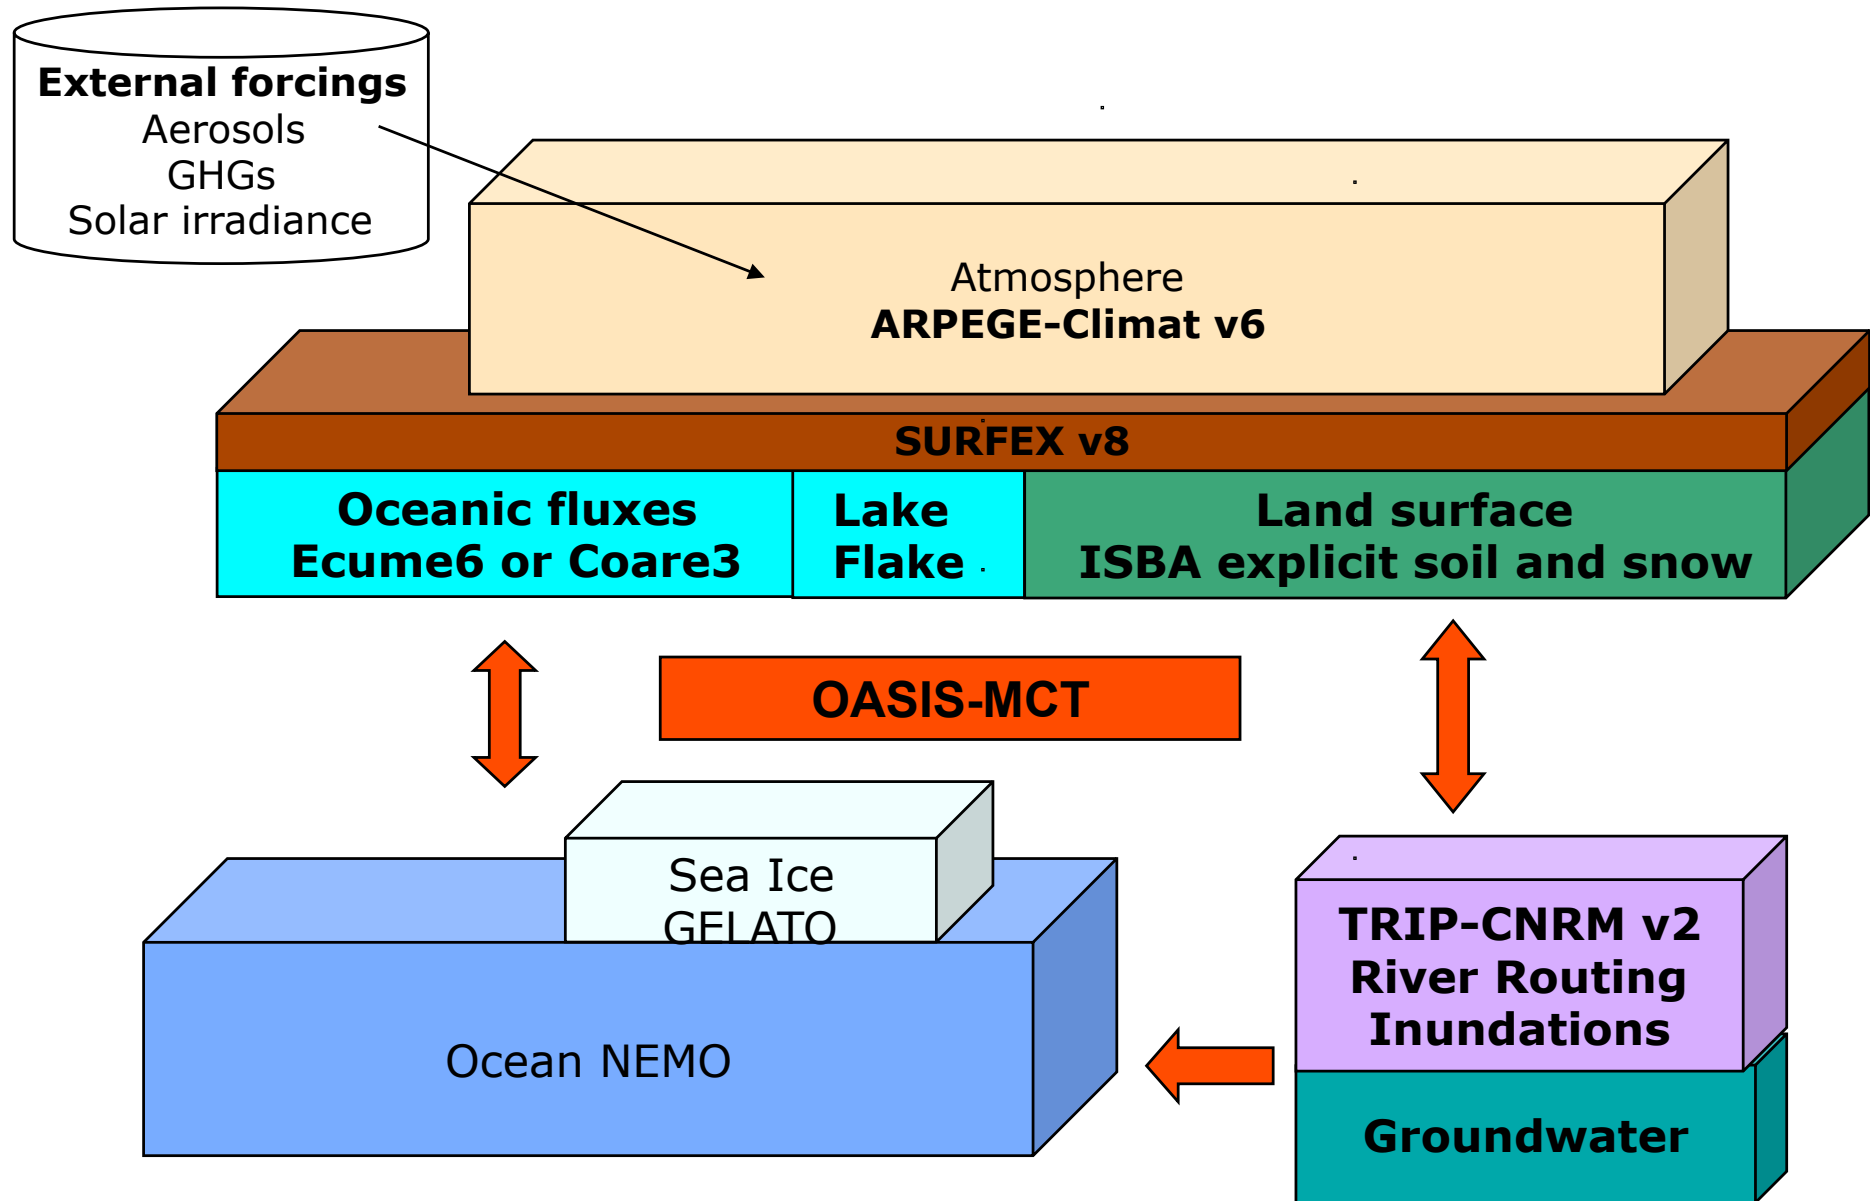 External forcings
Aerosols
GHGs
Solar irradiance
Atmosphere
ARPEGE-Climat v6
SURFEX v8
Oceanic fluxes
Ecume6 or Coare3
Lake
Flake
Land surface
ISBA explicit soil and snow
OASIS-MCT
Sea Ice
GELATO
Ocean NEMO
TRIP-CNRM v2
River Routing
Inundations
Groundwater